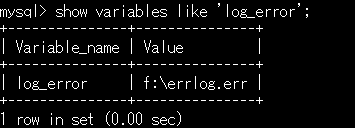 mysql> show variables like 'log_error';
+---------------+---------------+
| Variable_name | Value         |
+---------------+---------------+
| log_error     | f:\errlog.err |
+---------------+---------------+
1 row in set (0.00 sec)